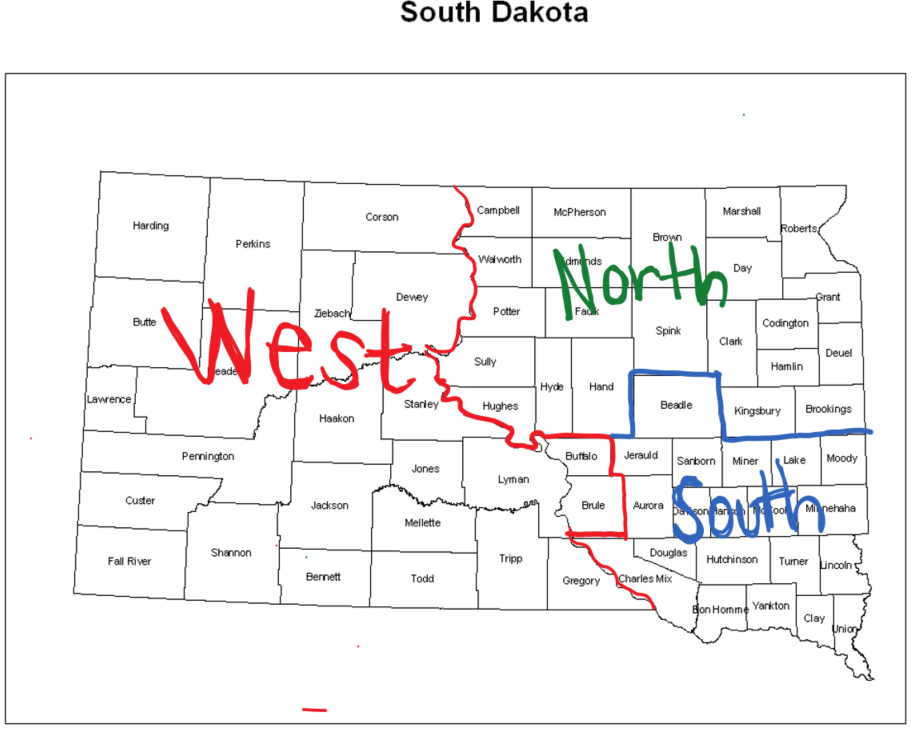 South Dakota
Harding
Perkins
Corson
Campbell
McPherson
Brown
Marshall
Roberts
Walworth
Edmunds
Day
Butte
Ziebach
Dewey
Potter
Faulk
Spink
Clark
Codington
Grant
North
West
Meade
Sully
Hyde
Hand
Hamlin
Deuel
Lawrence
Haakon
Stanley
Hughes
Beadle
Kingsbury
Brookings
Pennington
Jones
Lyman
Buffalo
Jerauld
Sanborn
Miner
Lake
Moody
Custer
Jackson
Mellette
Brule
Aurora
Davison
Hanson
McCook
Minnehaha
South
Fall River
Shannon
Bennett
Todd
Tripp
Gregory
Charles Mix
Douglas
Hutchinson
Turner
Lincoln
Bon Homme
Yankton
Clay
Union